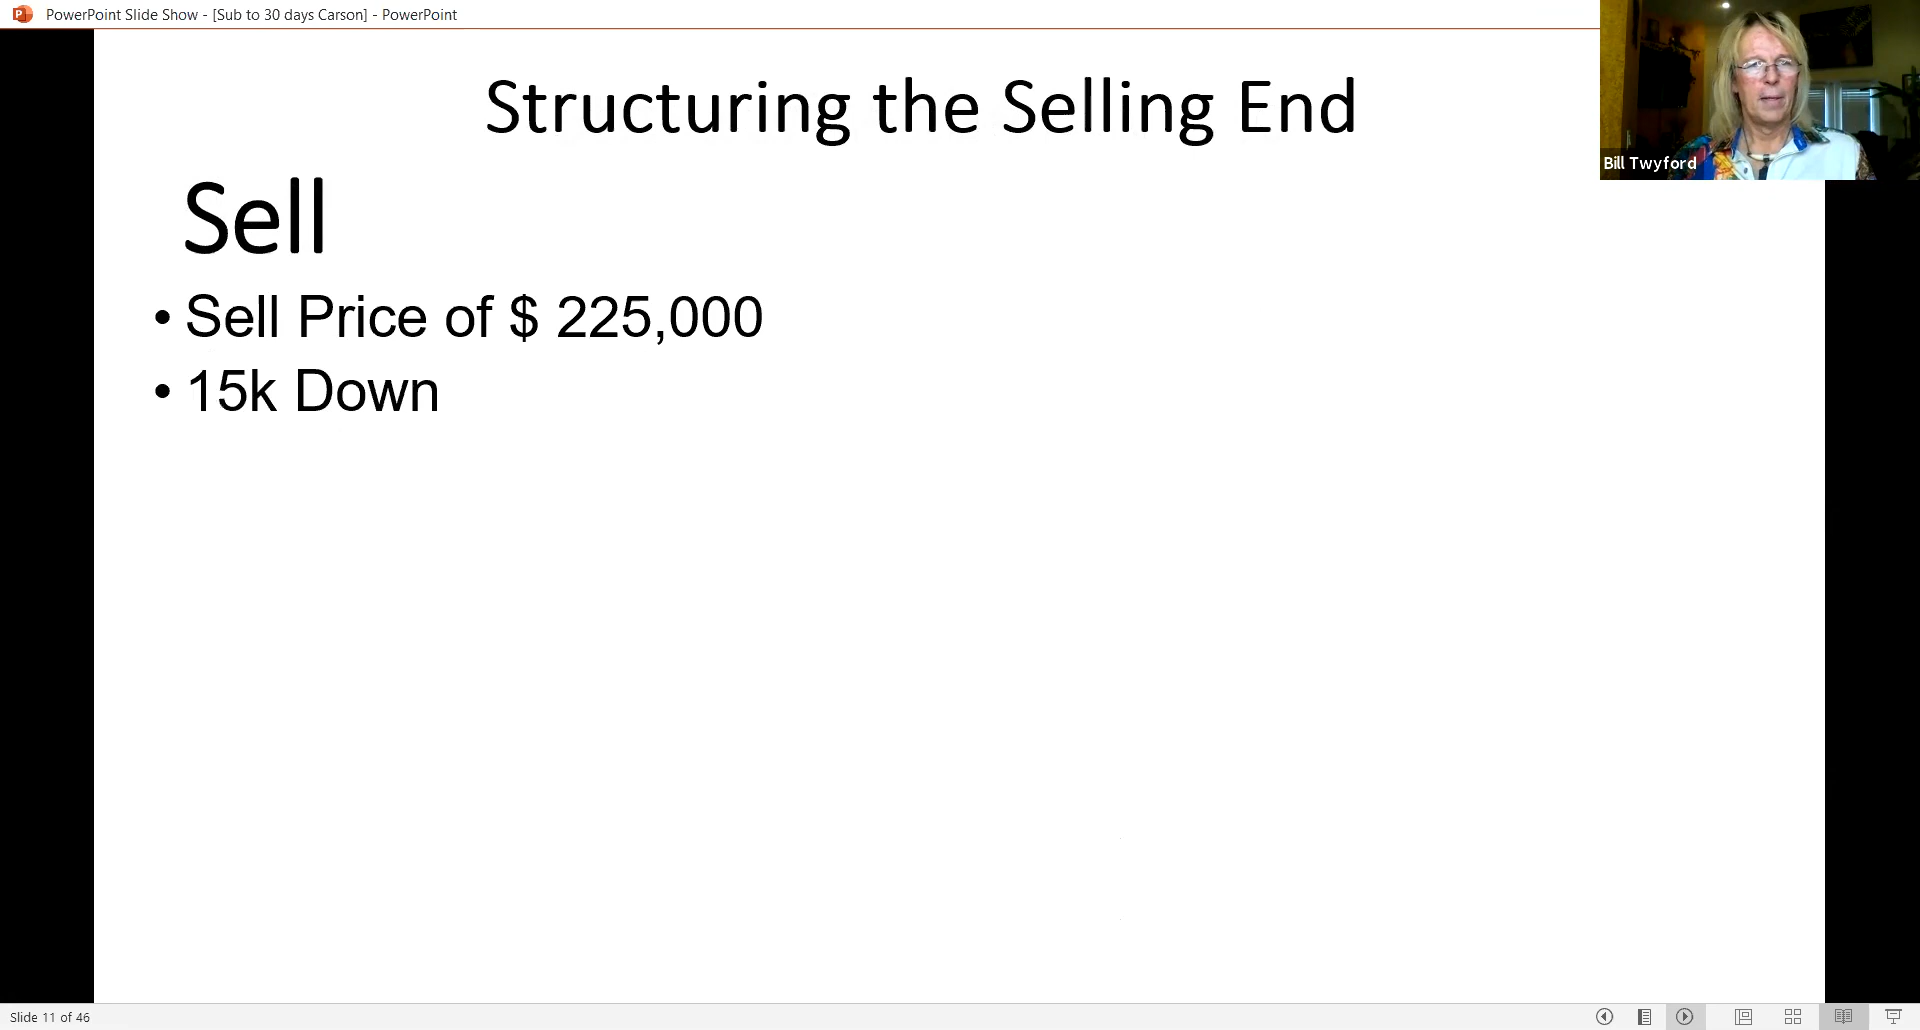 PowerPoint Slide Show - [Sub to 30 days Carson] - PowerPoint
Structuring the Selling End
Bill Twyford
Sell
• Sell Price of $ 225,000
• 15k Down
Slide 11 of 46